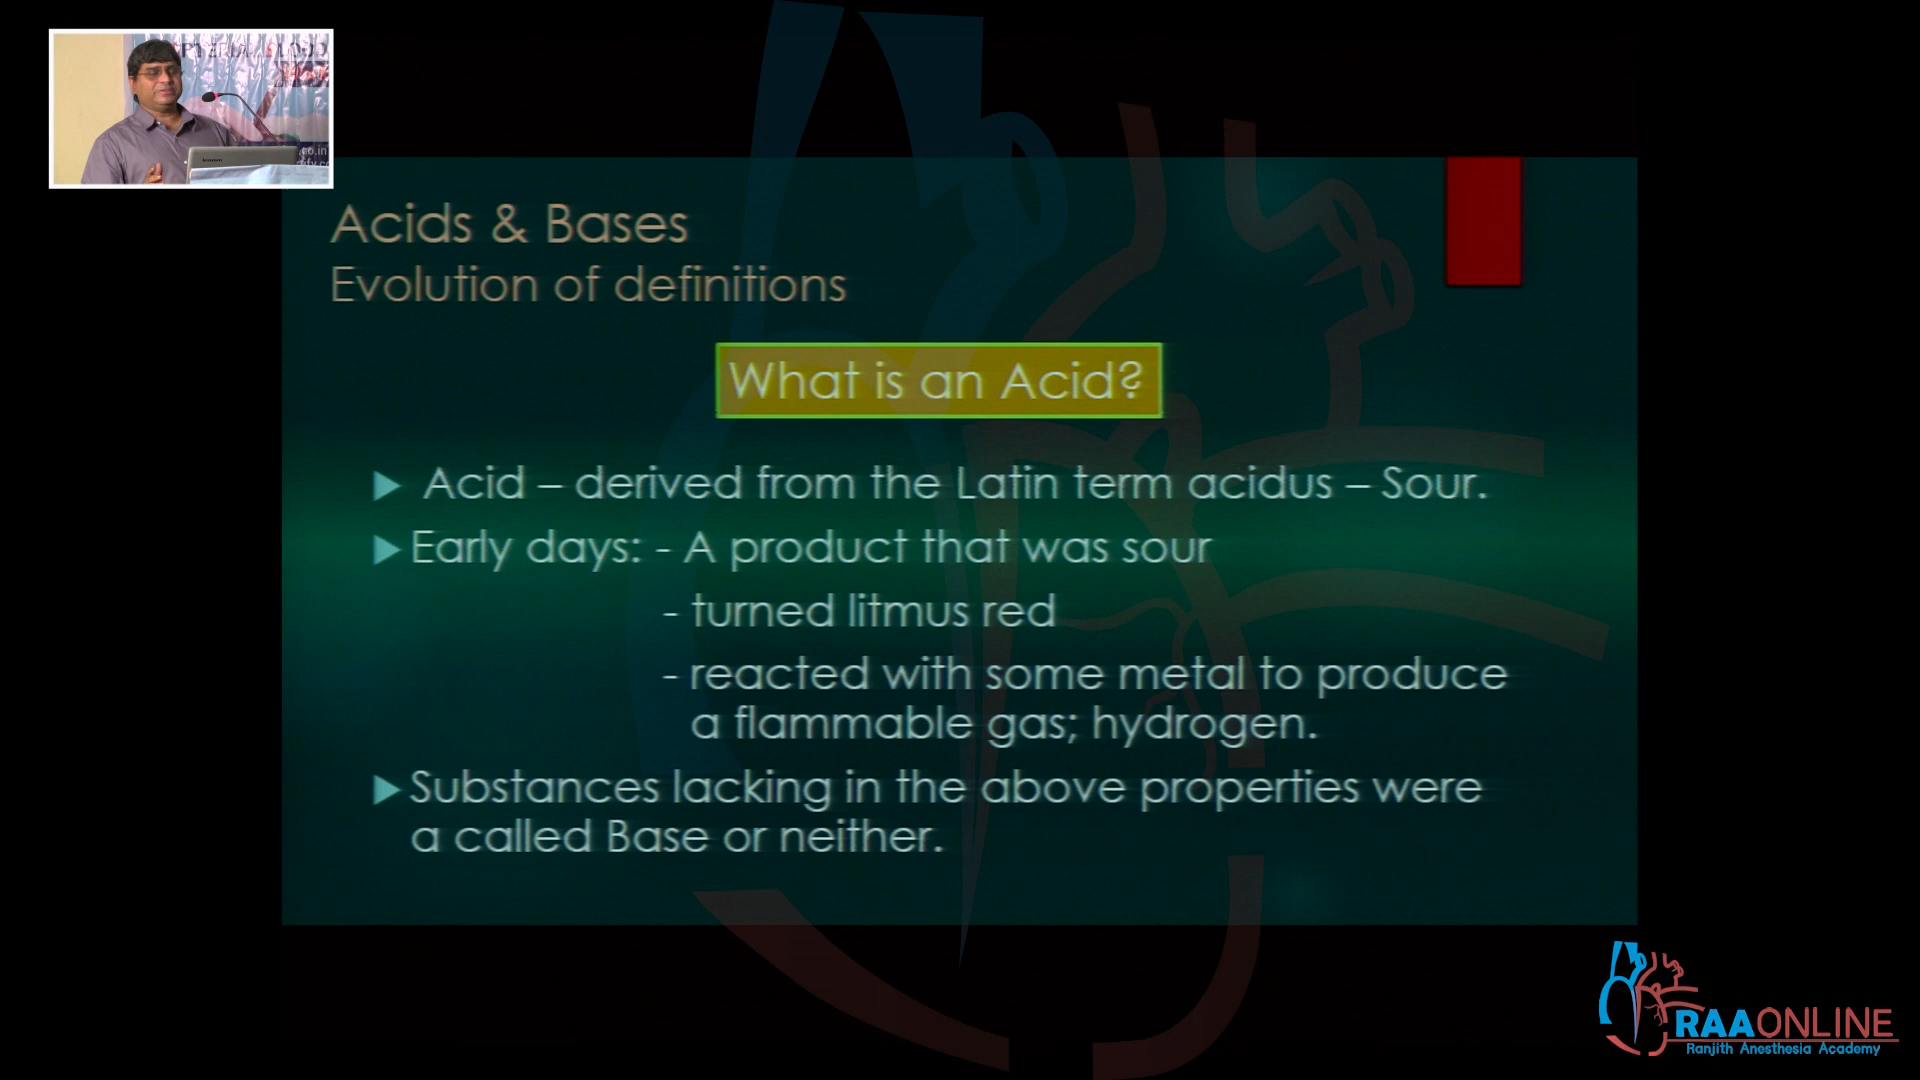 Acids & Bases
Evolution of definitions
What is an Acid?
Acid – derived from the Latin term acidus – Sour.
Early days: - A product that was sour
- turned litmus red
- reacted with some metal to produce
a flammable gas; hydrogen.
Substances lacking in the above properties were
a called Base or neither.
RAAONLINE
Ranjith Anesthesia Academy